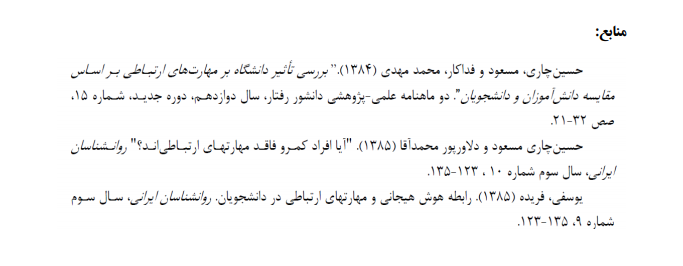 منابع:
حسین‌چاری، مسعود و فداکار، محمد مهدی (۱۳۸۴)." بررسی تأثیر دانشگاه بر مهارت‌های ارتباطی بر اساس
مقایسه دانش‌آموزان و دانشجویان". دو ماهنامه علمی-پژوهشی دانشور رفتار، سال دوازدهم، دوره جدید، شماره ۱۵،
صص ۳۲-۲۱.
حسین‌چاری مسعود و دلاورپور محمدآقا (۱۳۸۵). "آیا افراد کمرو فاقد مهارتهای ارتباطی‌اند؟" روانشناسان
ایرانی، سال سوم شماره ۱۰ ، ۱۲۳-۱۳۵.
یوسفی، فریده (۱۳۸۵). رابطه هوش هیجانی و مهارتهای ارتباطی در دانشجویان. روانشناسان ایرانی، سال سوم
شماره ۹، ۱۳۵-۱۲۳.